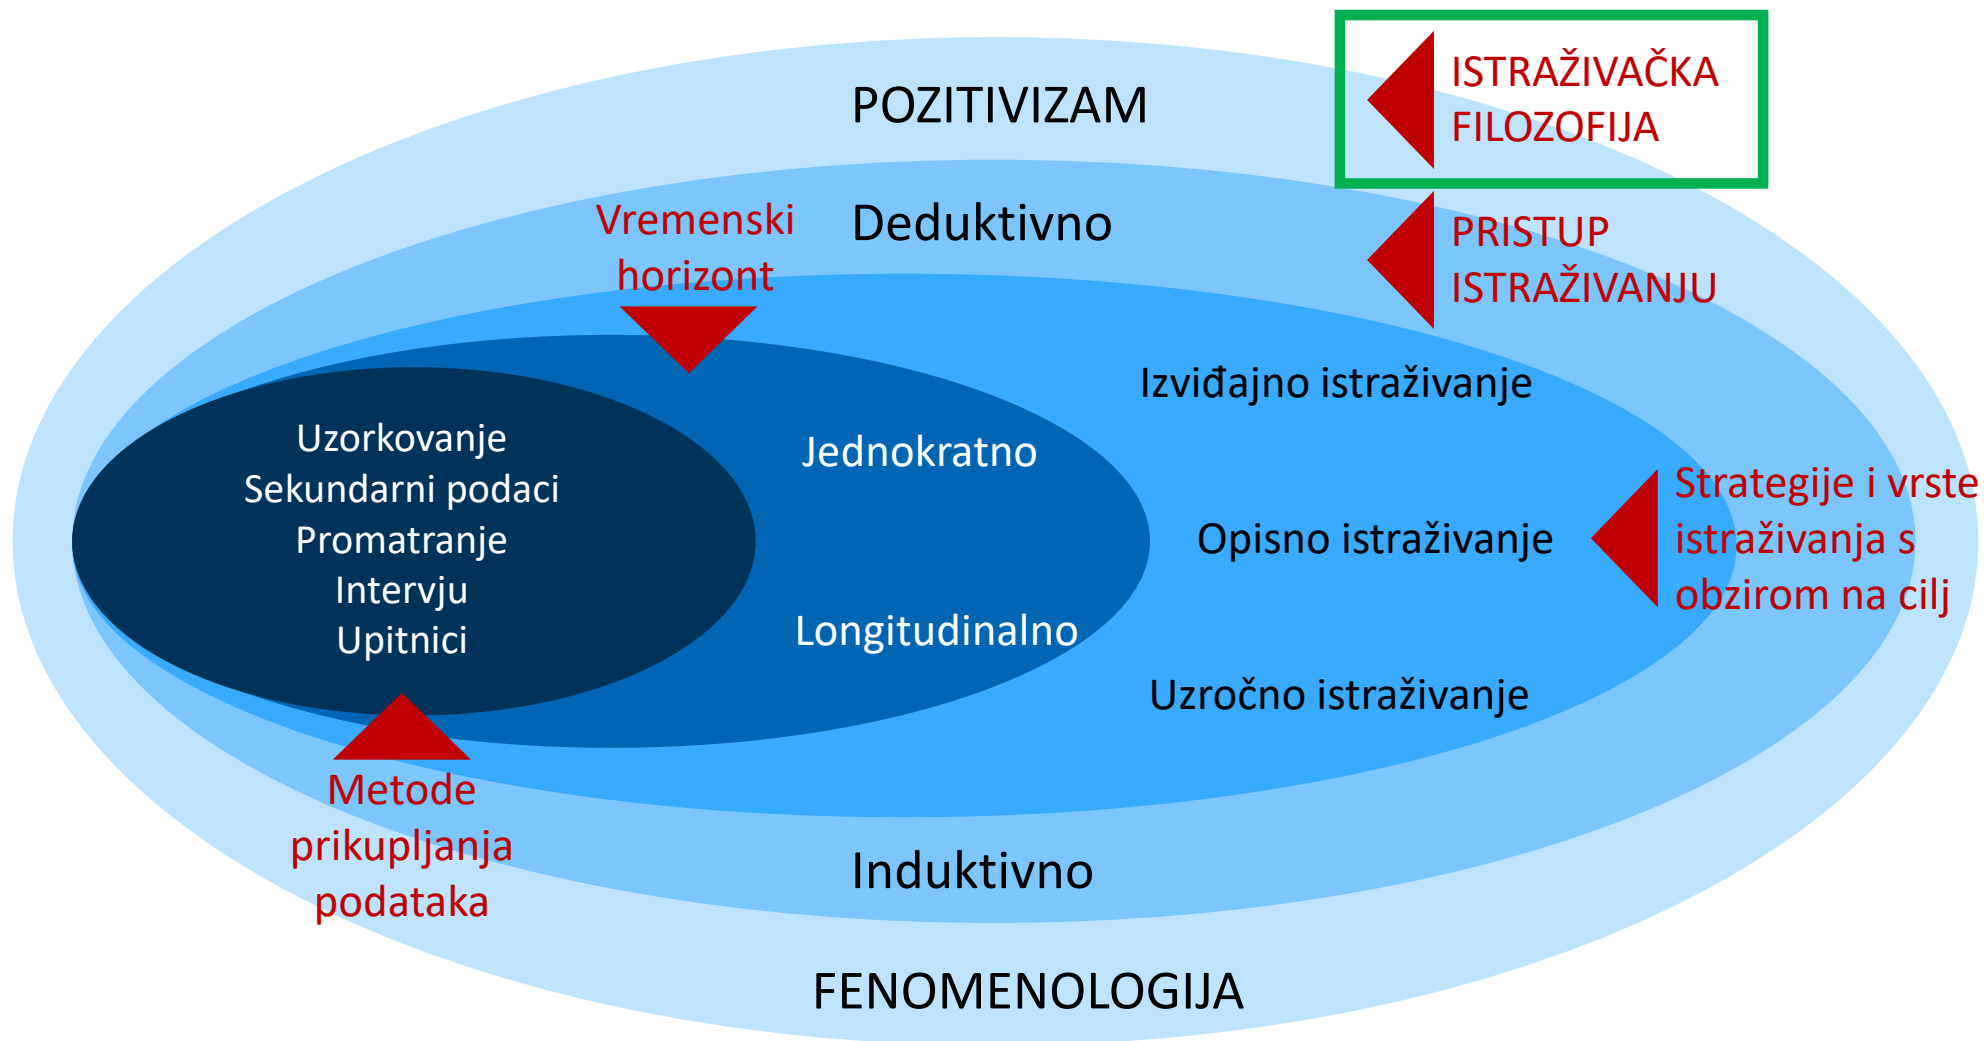 POZITIVIZAM
ISTRAŽIVAČKA
FILOZOFIJA
Deduktivno
PRISTUP
ISTRAŽIVANJU
Vremenski
horizont
Izviđajno istraživanje
Opisno istraživanje
Uzročno istraživanje
Strategije i vrste
istraživanja s
obzirom na cilj
Jednokratno
Longitudinalno
Uzorkovanje
Sekundarni podaci
Promatranje
Intervju
Upitnici
Metode
prikupljanja
podataka
Induktivno
FENOMENOLOGIJA